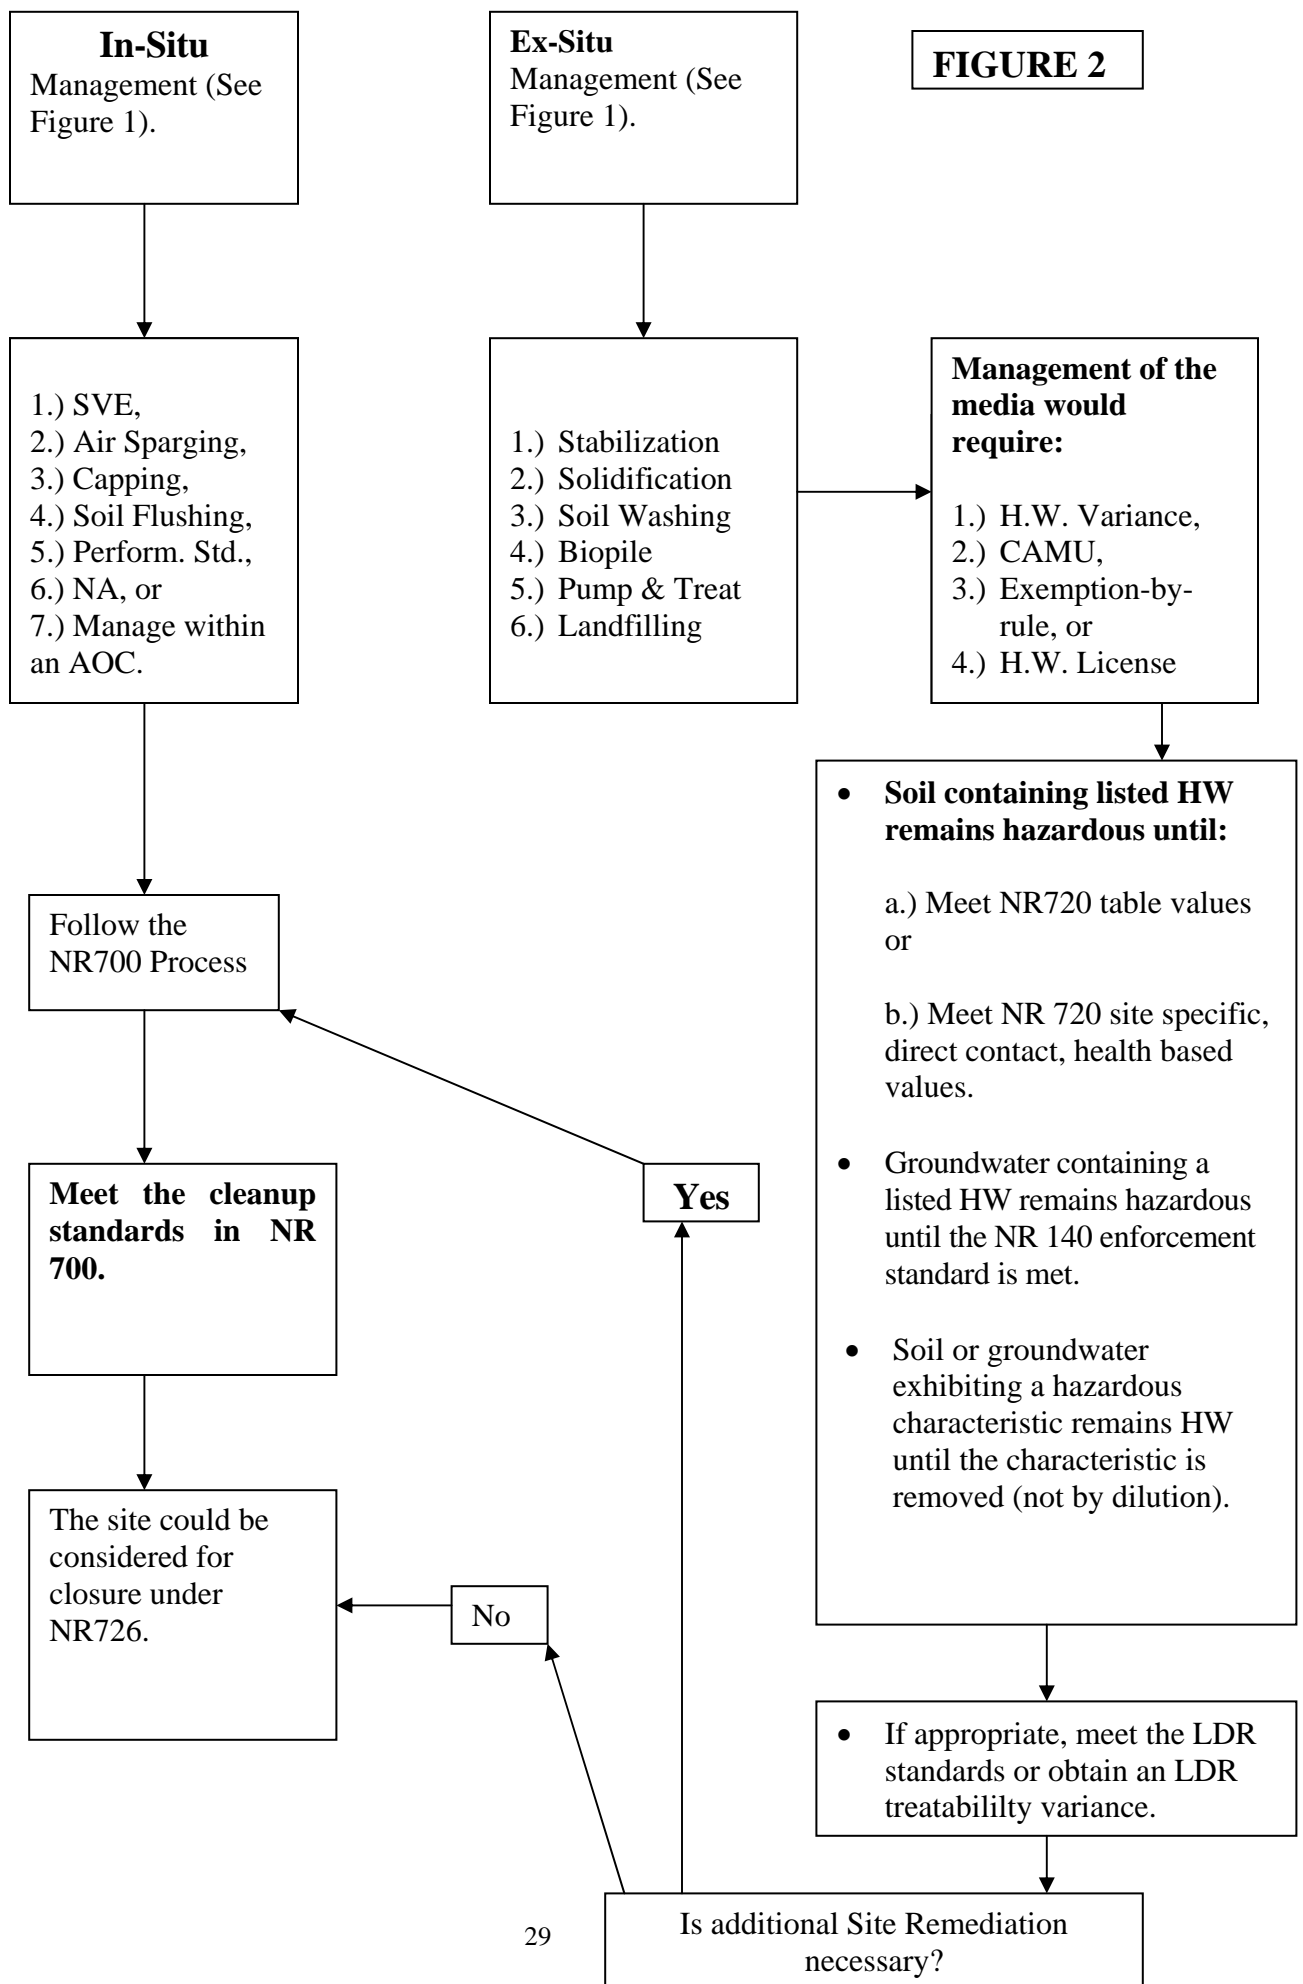 In-Situ
Management (See
Figure 1).
Ex-Situ
Management (See
Figure 1).
FIGURE 2
1.) SVE,
2.) Air Sparging,
3.) Capping,
4.) Soil Flushing,
5.) Perform. Std.,
6.) NA, or
7.) Manage within
an AOC.
1.) Stabilization
2.) Solidification
3.) Soil Washing
4.) Biopile
5.) Pump & Treat
6.) Landfilling
Management of the
media would
require:
1.) H.W. Variance,
2.) CAMU,
3.) Exemption-by-
rule, or
4.) H.W. License
• Soil containing listed HW
remains hazardous until:
a.) Meet NR720 table values
or
b.) Meet NR 720 site specific,
direct contact, health based
values.
• Groundwater containing a
listed HW remains hazardous
until the NR 140 enforcement
standard is met.
• Soil or groundwater
exhibiting a hazardous
characteristic remains HW
until the characteristic is
removed (not by dilution).
Follow the
NR700 Process
Meet the cleanup
standards in NR
700.
Yes
The site could be
considered for
closure under
NR726.
No
• If appropriate, meet the LDR
standards or obtain an LDR
treatabililty variance.
Is additional Site Remediation
necessary?
29